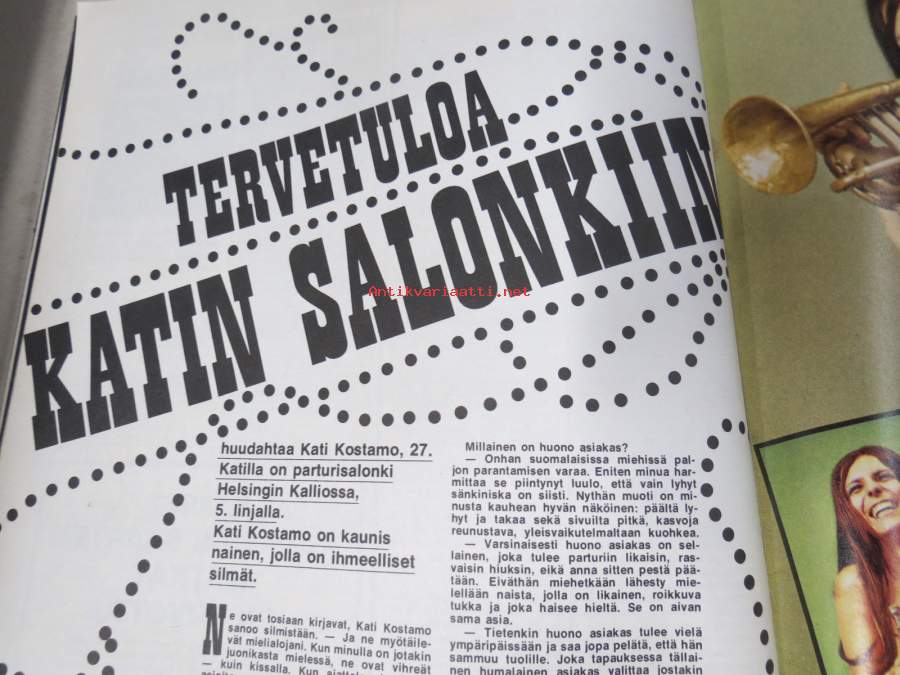 TERVETULOA
KATIN SALONKIIN
Antikvariaatti.net
huudahtaa Kati Kostamo, 27.
Katilla on parturisalonki
Helsingin Kalliossa,
5. linjalla.
Kati Kostamo on kaunis
nainen, jolla on ihmeelliset
silmät.
Ne ovat tosiaan kirjavat, Kati Kostamo
sanoo silmistään. — Ja ne myötäile-
vät mielialojani. Kun minulla on jotakin
juonikasta mielessä, ne ovat vihreät
— kuin kissalla. Kun
Millainen on huono asiakas?
— Onhan suomalaisissa miehissä pal-
jon parantamisen varaa. Eniten minua har-
mittaa se piintynyt luulo, että vain lyhyt
sänkiniska on siisti. Nythän muoti on mi-
nusta kauhean hyvän näköinen: päältä ly-
hyt ja takaa sekä sivuilta pitkä, kasvoja
reunustava, yleisvaikutelmaltaan kuohkea.
— Varsinaisesti huono asiakas on sel-
lainen, joka tulee parturiin likaisin, ras-
vaisin hiuksin, eikä anna sitten pestä pää-
tään. Eiväthän miehetkään lähesty mie-
lellään naista, jolla on likainen, roikkuva
tukka ja joka haisee hieltä. Se on aivan
sama asia.
— Tietenkin huono asiakas tulee vielä
ympäripäissään ja saa jopa pelätä, että hän
sammuu tuolille. Joka tapauksessa tällai-
nen humalainen asiakas valittaa jostakin